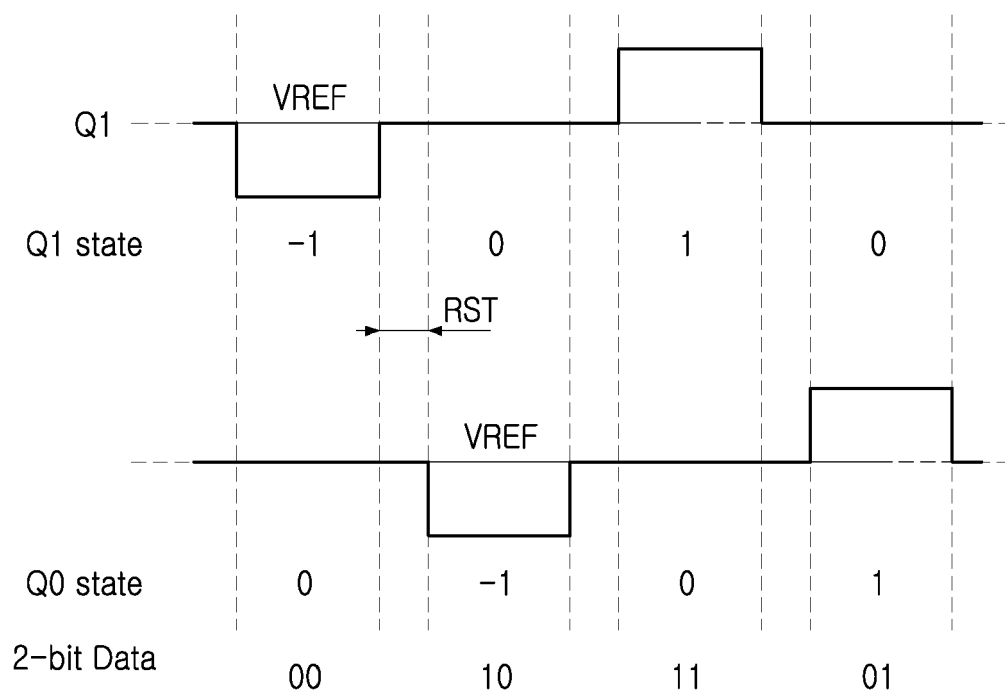 VREF
Q1
Q1 state -1 0 1 0
RST
VREF
Q0 state 0 -1 0 1
2-bit Data 00 10 11 01